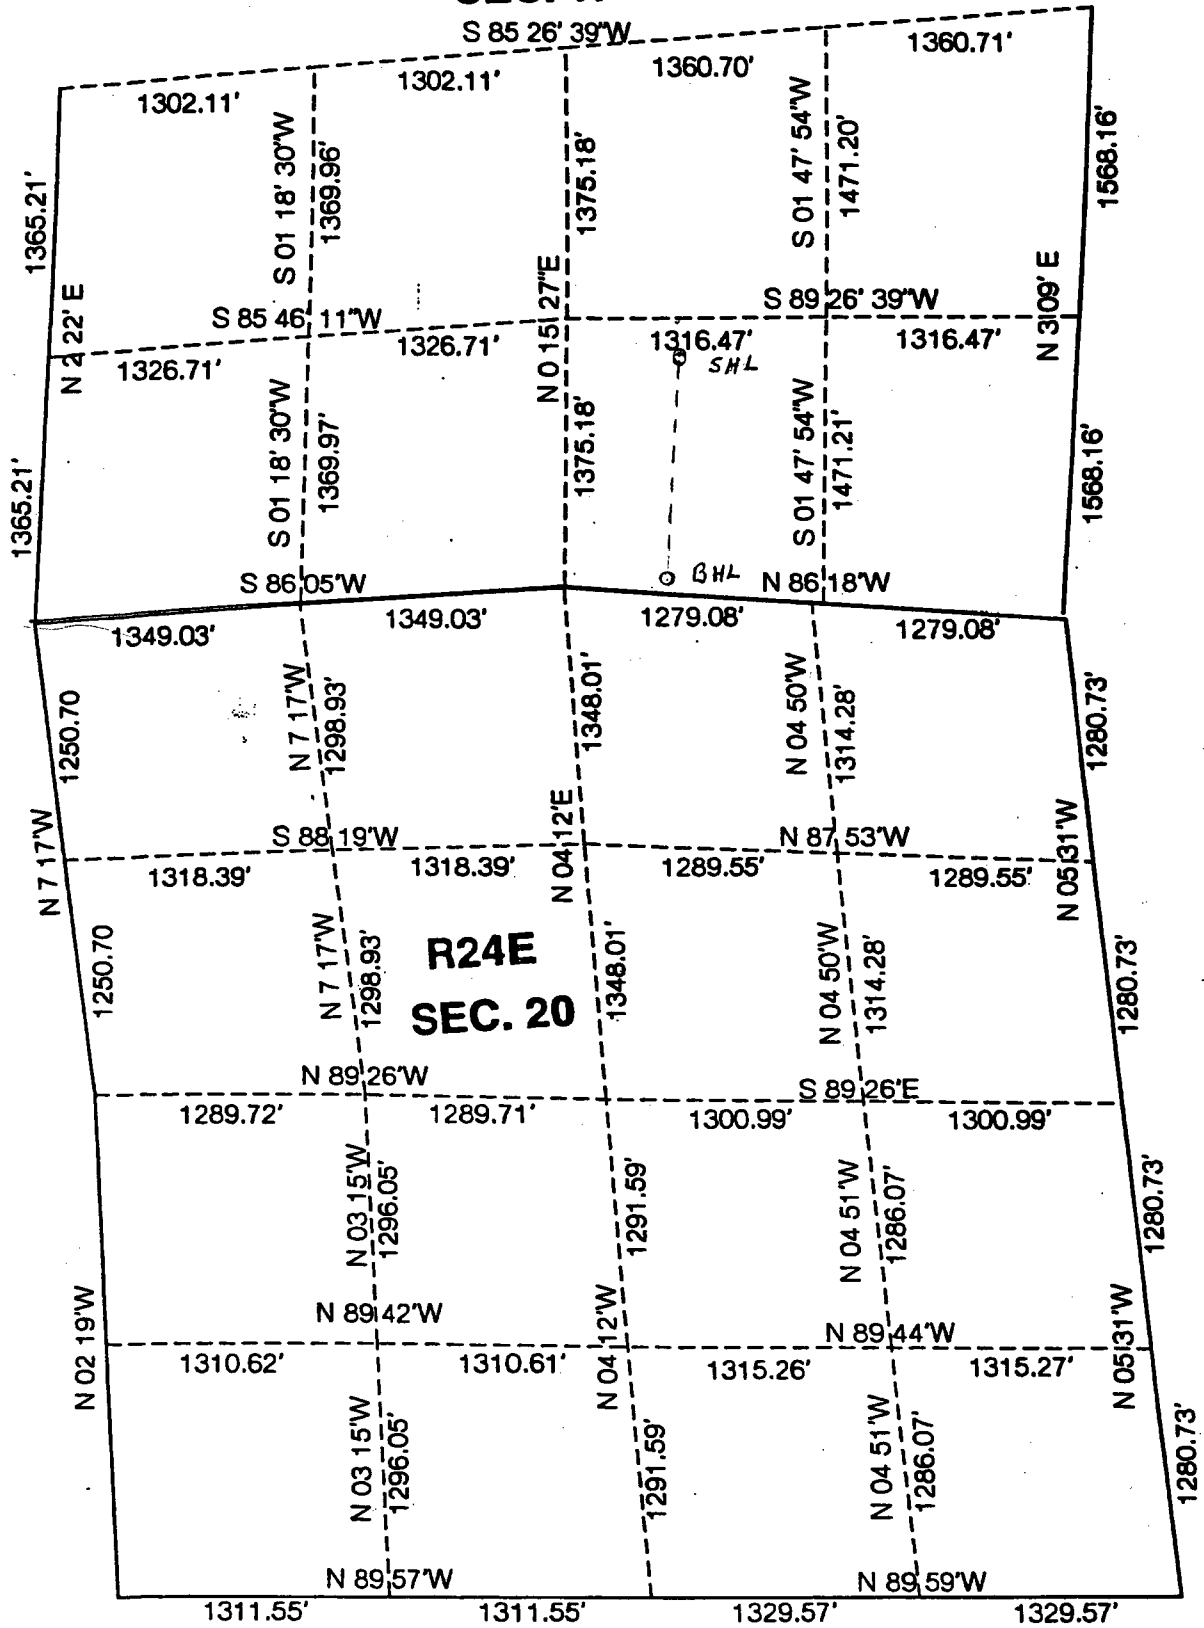 S 85 26' 39"W
1302.11'
1302.11'
1360.70'
1360.71'
1365.21'
S 01 18' 30"W
1369.96'
1375.18'
S 01 47' 54"W
1471.20'
1568.16'
N 2 22' E
S 85 46' 11"W
N 0 15' 27"E
S 89 26' 39"W
N 3 09' E
1326.71'
1326.71'
1316.47'
1316.47'
SHL
1365.21'
S 01 18' 30"W
1369.97'
1375.18'
S 01 47' 54"W
1471.21'
1568.16'
S 86 05'W
BHL
N 86 18'W
1349.03'
1349.03'
1279.08'
1279.08'
1250.70
N 7 17'W
1298.93'
1348.01'
N 04 50'W
1314.28'
1280.73'
N 7 17'W
S 88 19'W
N 04 12'E
N 87 53'W
N 05 31'W
1318.39'
1318.39'
1289.55'
1289.55'
1250.70
N 7 17'W
1298.93'
R24E
SEC. 20
1348.01'
N 04 50'W
1314.28'
1280.73'
N 89 26'W
S 89 26'E
1289.72'
1289.71'
1300.99'
1300.99'
N 03 15'W
1296.05'
1291.59'
N 04 51'W
1286.07'
1280.73'
N 02 19'W
N 89 42'W
N 04 12'W
N 89 44'W
N 05 31'W
1310.62'
1310.61'
1315.26'
1315.27'
N 03 15'W
1296.05'
1291.59'
N 04 51'W
1286.07'
1280.73'
N 89 57'W
N 89 59'W
1311.55'
1311.55'
1329.57'
1329.57'